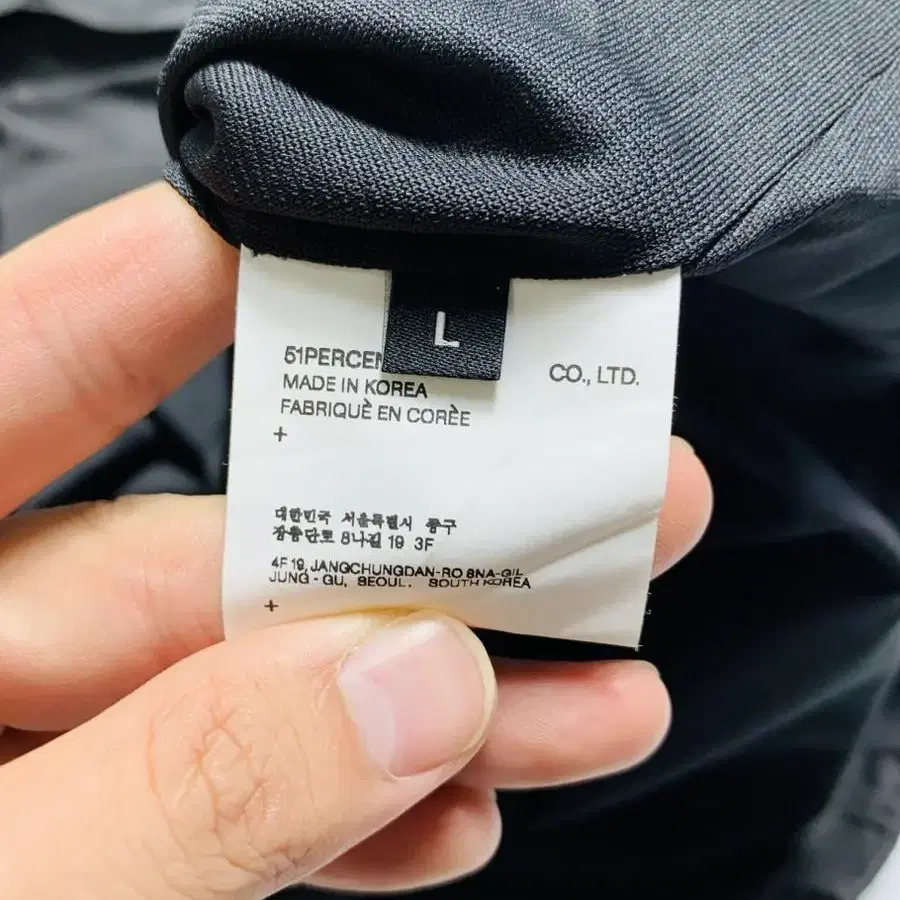 L
51PERCEN CO., LTD.
MADE IN KOREA
FABRIQUÈ EN CORÈE
+
대한민국 서울특별시 중구
장충단로 8나길 19 3F
4F 19, JANGCHUNGDAN-RO 8NA-GIL
JUNG - GU, SEOUL. SOUTH KOREA
+